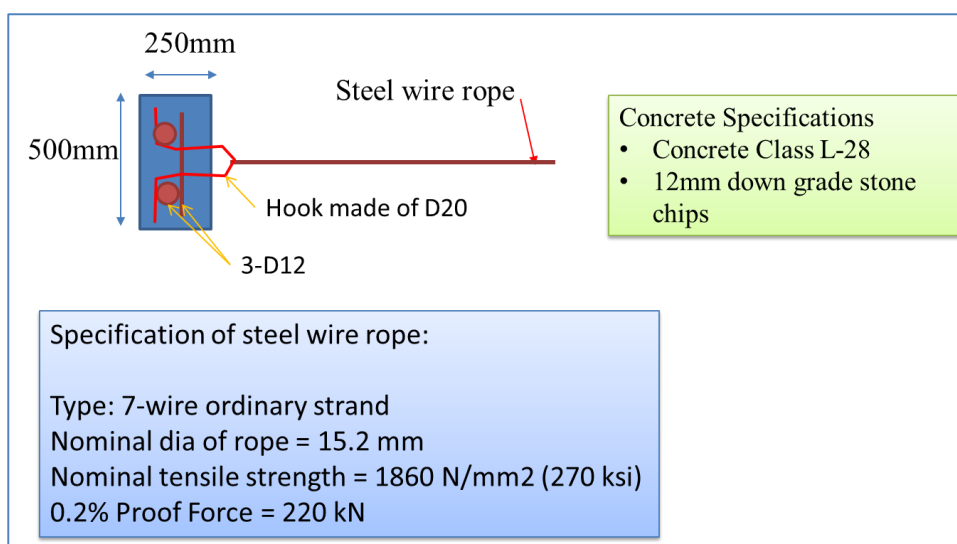 250mm
Steel wire rope
500mm
Hook made of D20
3-D12
Concrete Specifications
• Concrete Class L-28
• 12mm down grade stone
chips
Specification of steel wire rope:
Type: 7-wire ordinary strand
Nominal dia of rope = 15.2 mm
Nominal tensile strength = 1860 N/mm2 (270 ksi)
0.2% Proof Force = 220 kN